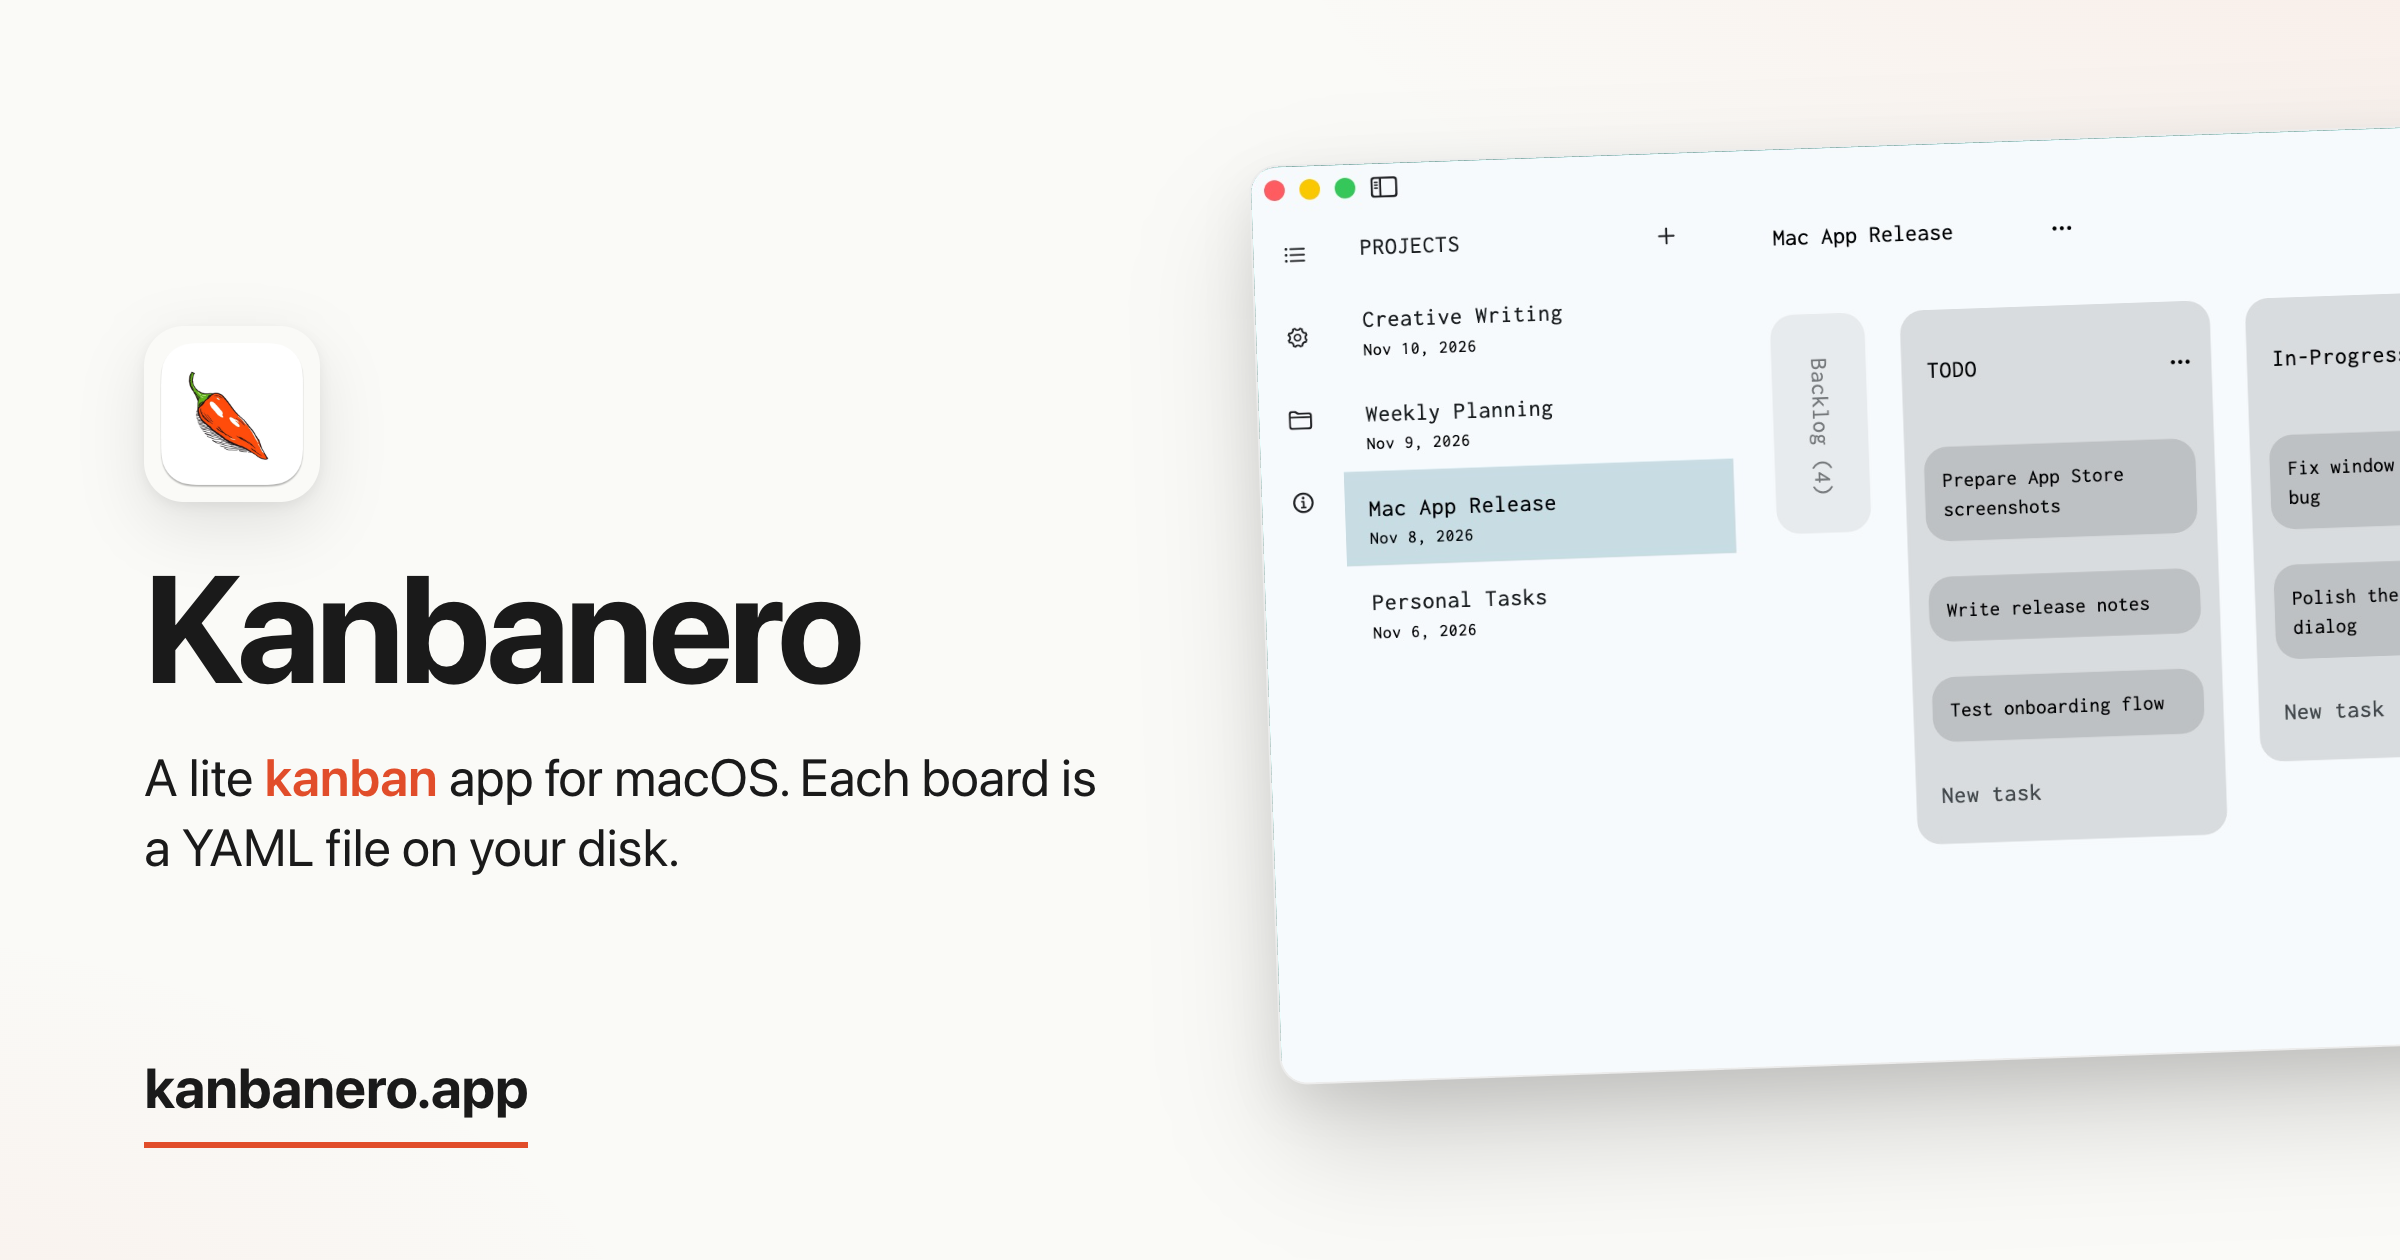 Kanbanero
A lite kanban app for macOS. Each board is
a YAML file on your disk.
kanbanero.app
PROJECTS
Creative Writing
Nov 10, 2026
Weekly Planning
Nov 9, 2026
Mac App Release
Nov 8, 2026
Personal Tasks
Nov 6, 2026
Mac App Release
Backlog (4)
TODO
Prepare App Store
screenshots
Write release notes
Test onboarding flow
New task
In-Progress
Fix window
bug
Polish the
dialog
New task